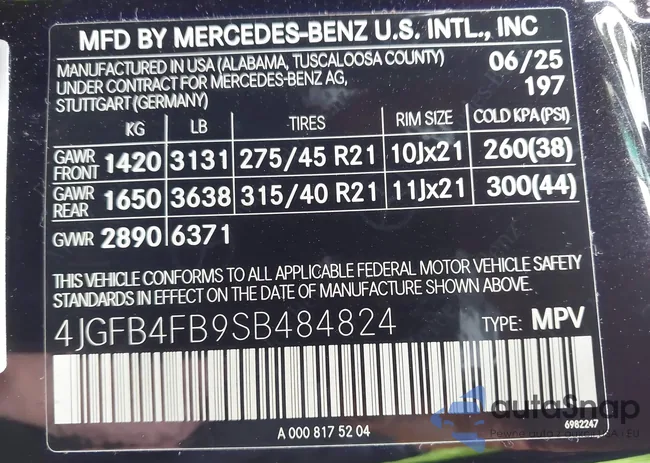 MFD BY MERCEDES-BENZ U.S. INTL., INC
MANUFACTURED IN USA (ALABAMA, TUSCALOOSA COUNTY) 06/25
UNDER CONTRACT FOR MERCEDES-BENZ AG, 197
STUTTGART (GERMANY)
KG LB TIRES RIM SIZE COLD KPA(PSI)
GAWR FRONT 1420 3131 275/45 R21 10Jx21 260(38)
GAWR REAR 1650 3638 315/40 R21 11Jx21 300(44)
GVWR 2890 6371
THIS VEHICLE CONFORMS TO ALL APPLICABLE FEDERAL MOTOR VEHICLE SAFETY
STANDARDS IN EFFECT ON THE DATE OF MANUFACTURE SHOWN ABOVE.
4JGFB4FB9SB484824 TYPE: MPV
autoSnap
A 000 817 52 04 6982247